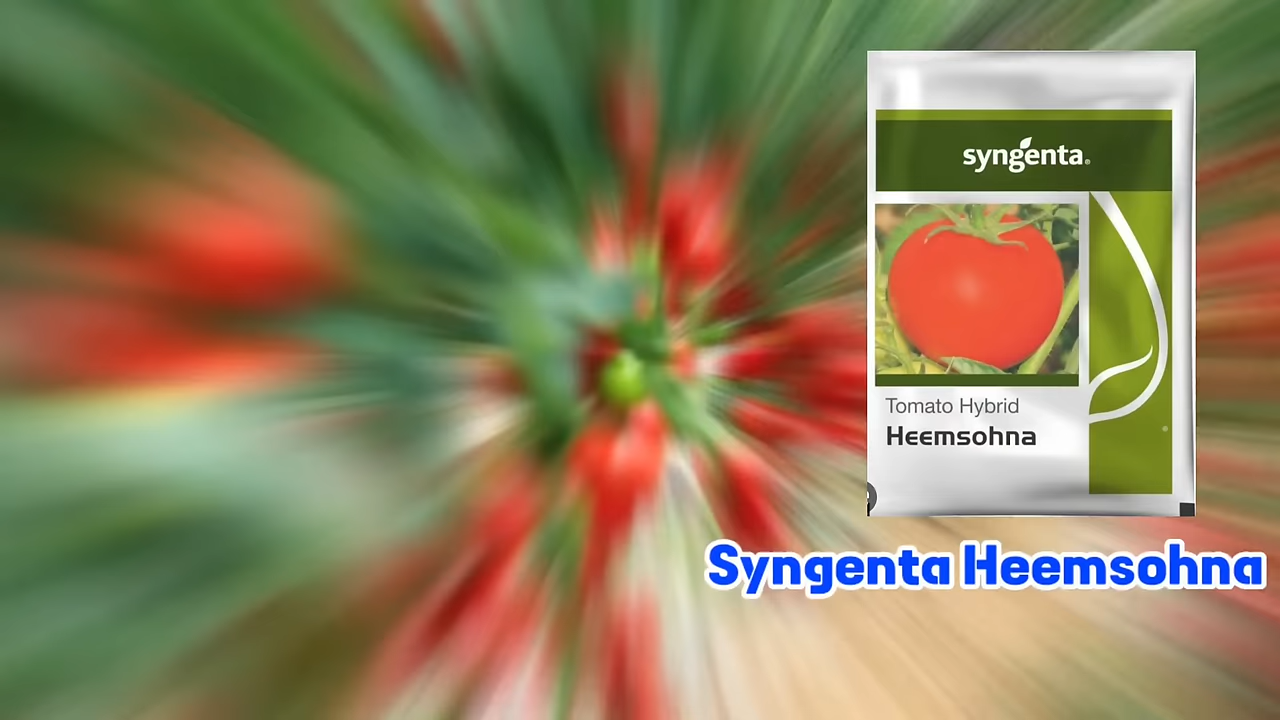 syngenta®
Tomato Hybrid
Heemsohna
Syngenta Heemsohna